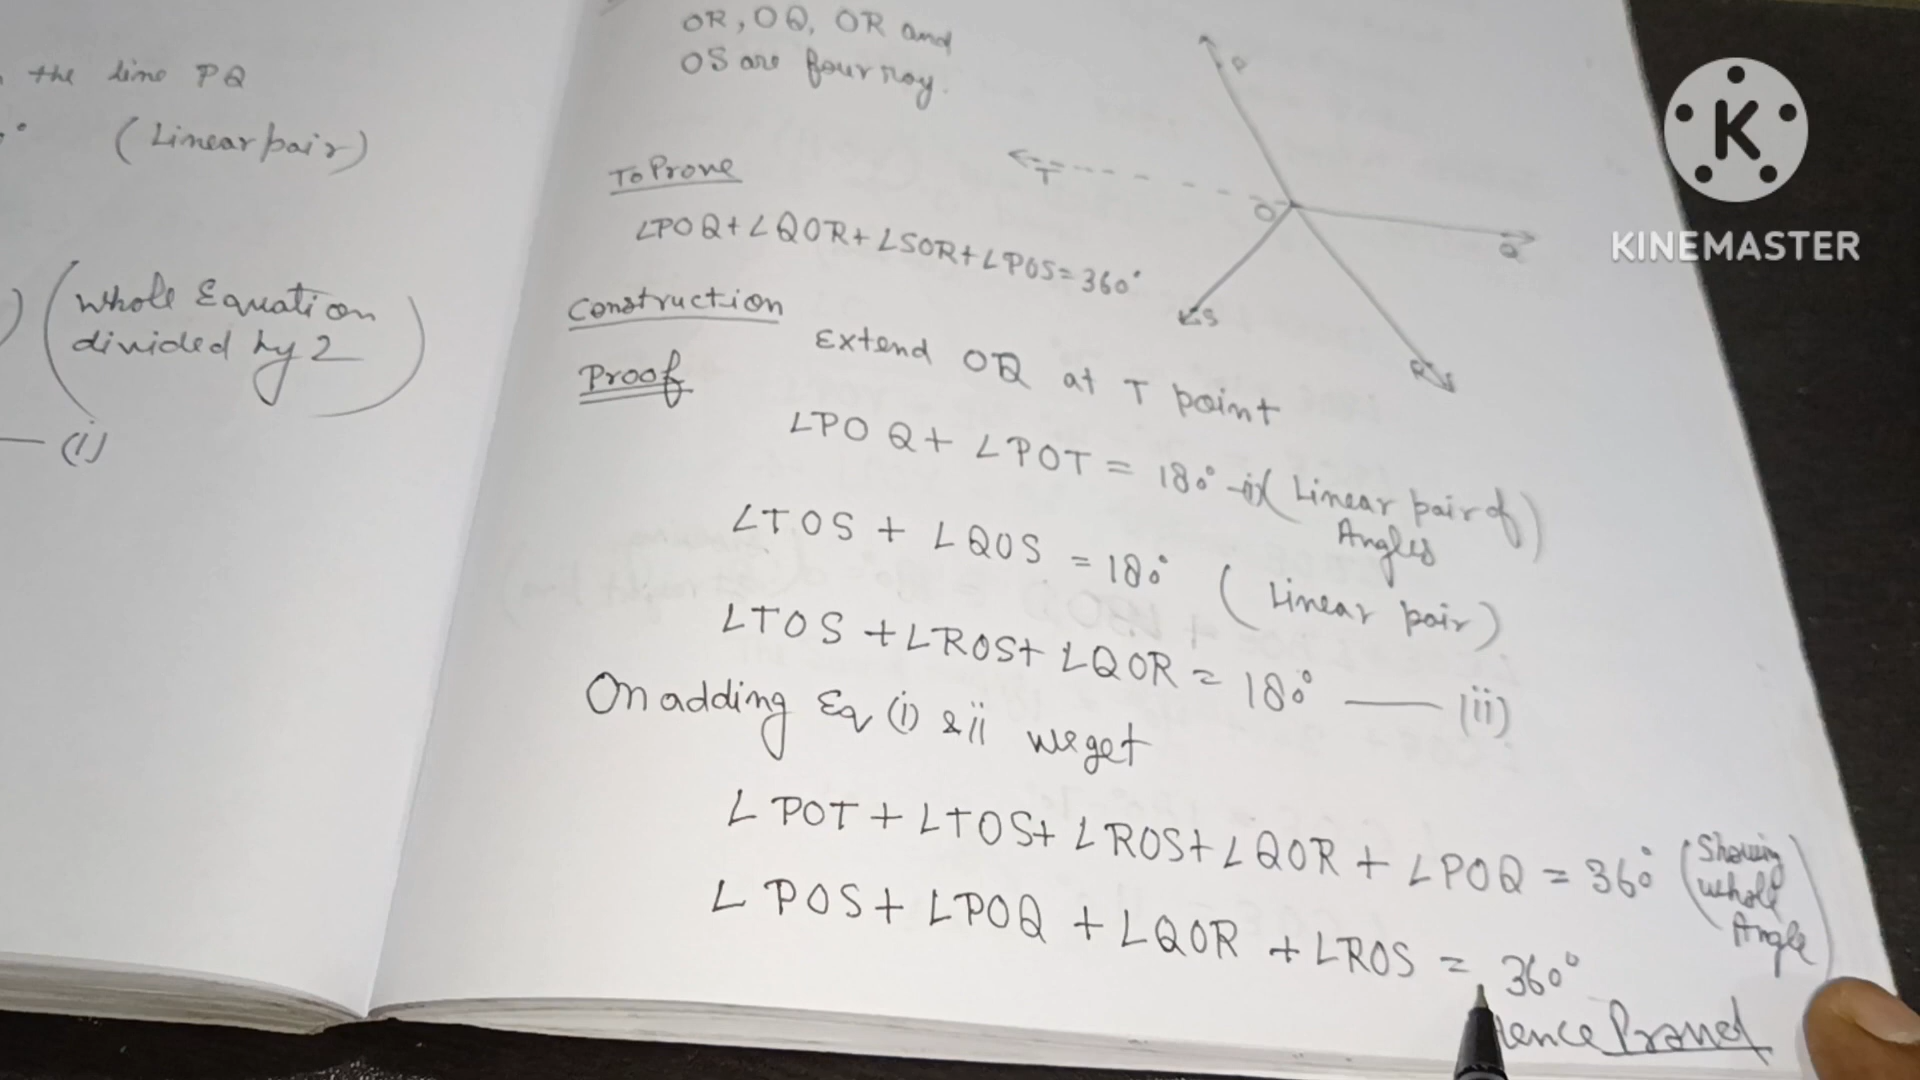 the line PQ
(Linear pair)
(Whole Equation
divided by 2)
— (i)
OR, OQ, OR and
OS are four ray.
To Prove
∠POQ + ∠QOR + ∠SOR + ∠POS = 360°
Construction
Extend OQ at T point
Proof
∠POQ + ∠POT = 180° —(i) (Linear pair of
Angles)
∠TOS + ∠QOS = 180° (Linear pair)
∠TOS + ∠ROS + ∠QOR = 180° —— (ii)
On adding Eq (i) & ii we get
∠POT + ∠TOS + ∠ROS + ∠QOR + ∠POQ = 360° (Showing
whole
Angle)
∠POS + ∠POQ + ∠QOR + ∠ROS = 360°
Hence Proved
P
T
O
Q
S
R
K
KINEMASTER